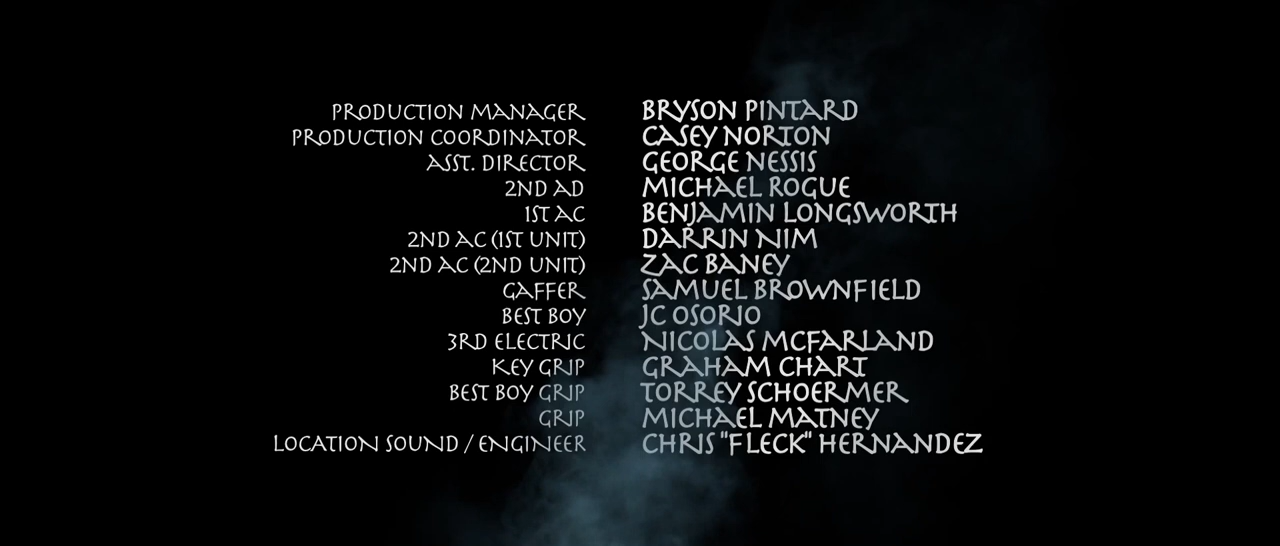 PRODUCTION MANAGER BRYSON PINTARD
PRODUCTION COORDINATOR CASEY NORTON
ASST. DIRECTOR GEORGE NESSIS
2ND AD MICHAEL ROGUE
1ST AC BENJAMIN LONGSWORTH
2ND AC (1ST UNIT) DARRIN NIM
2ND AC (2ND UNIT) ZAC BANEY
GAFFER SAMUEL BROWNFIELD
BEST BOY JC OSORIO
3RD ELECTRIC NICOLAS MCFARLAND
KEY GRIP GRAHAM CHART
BEST BOY GRIP TORREY SCHOERMER
GRIP MICHAEL MATNEY
LOCATION SOUND / ENGINEER CHRIS "FLECK" HERNANDEZ